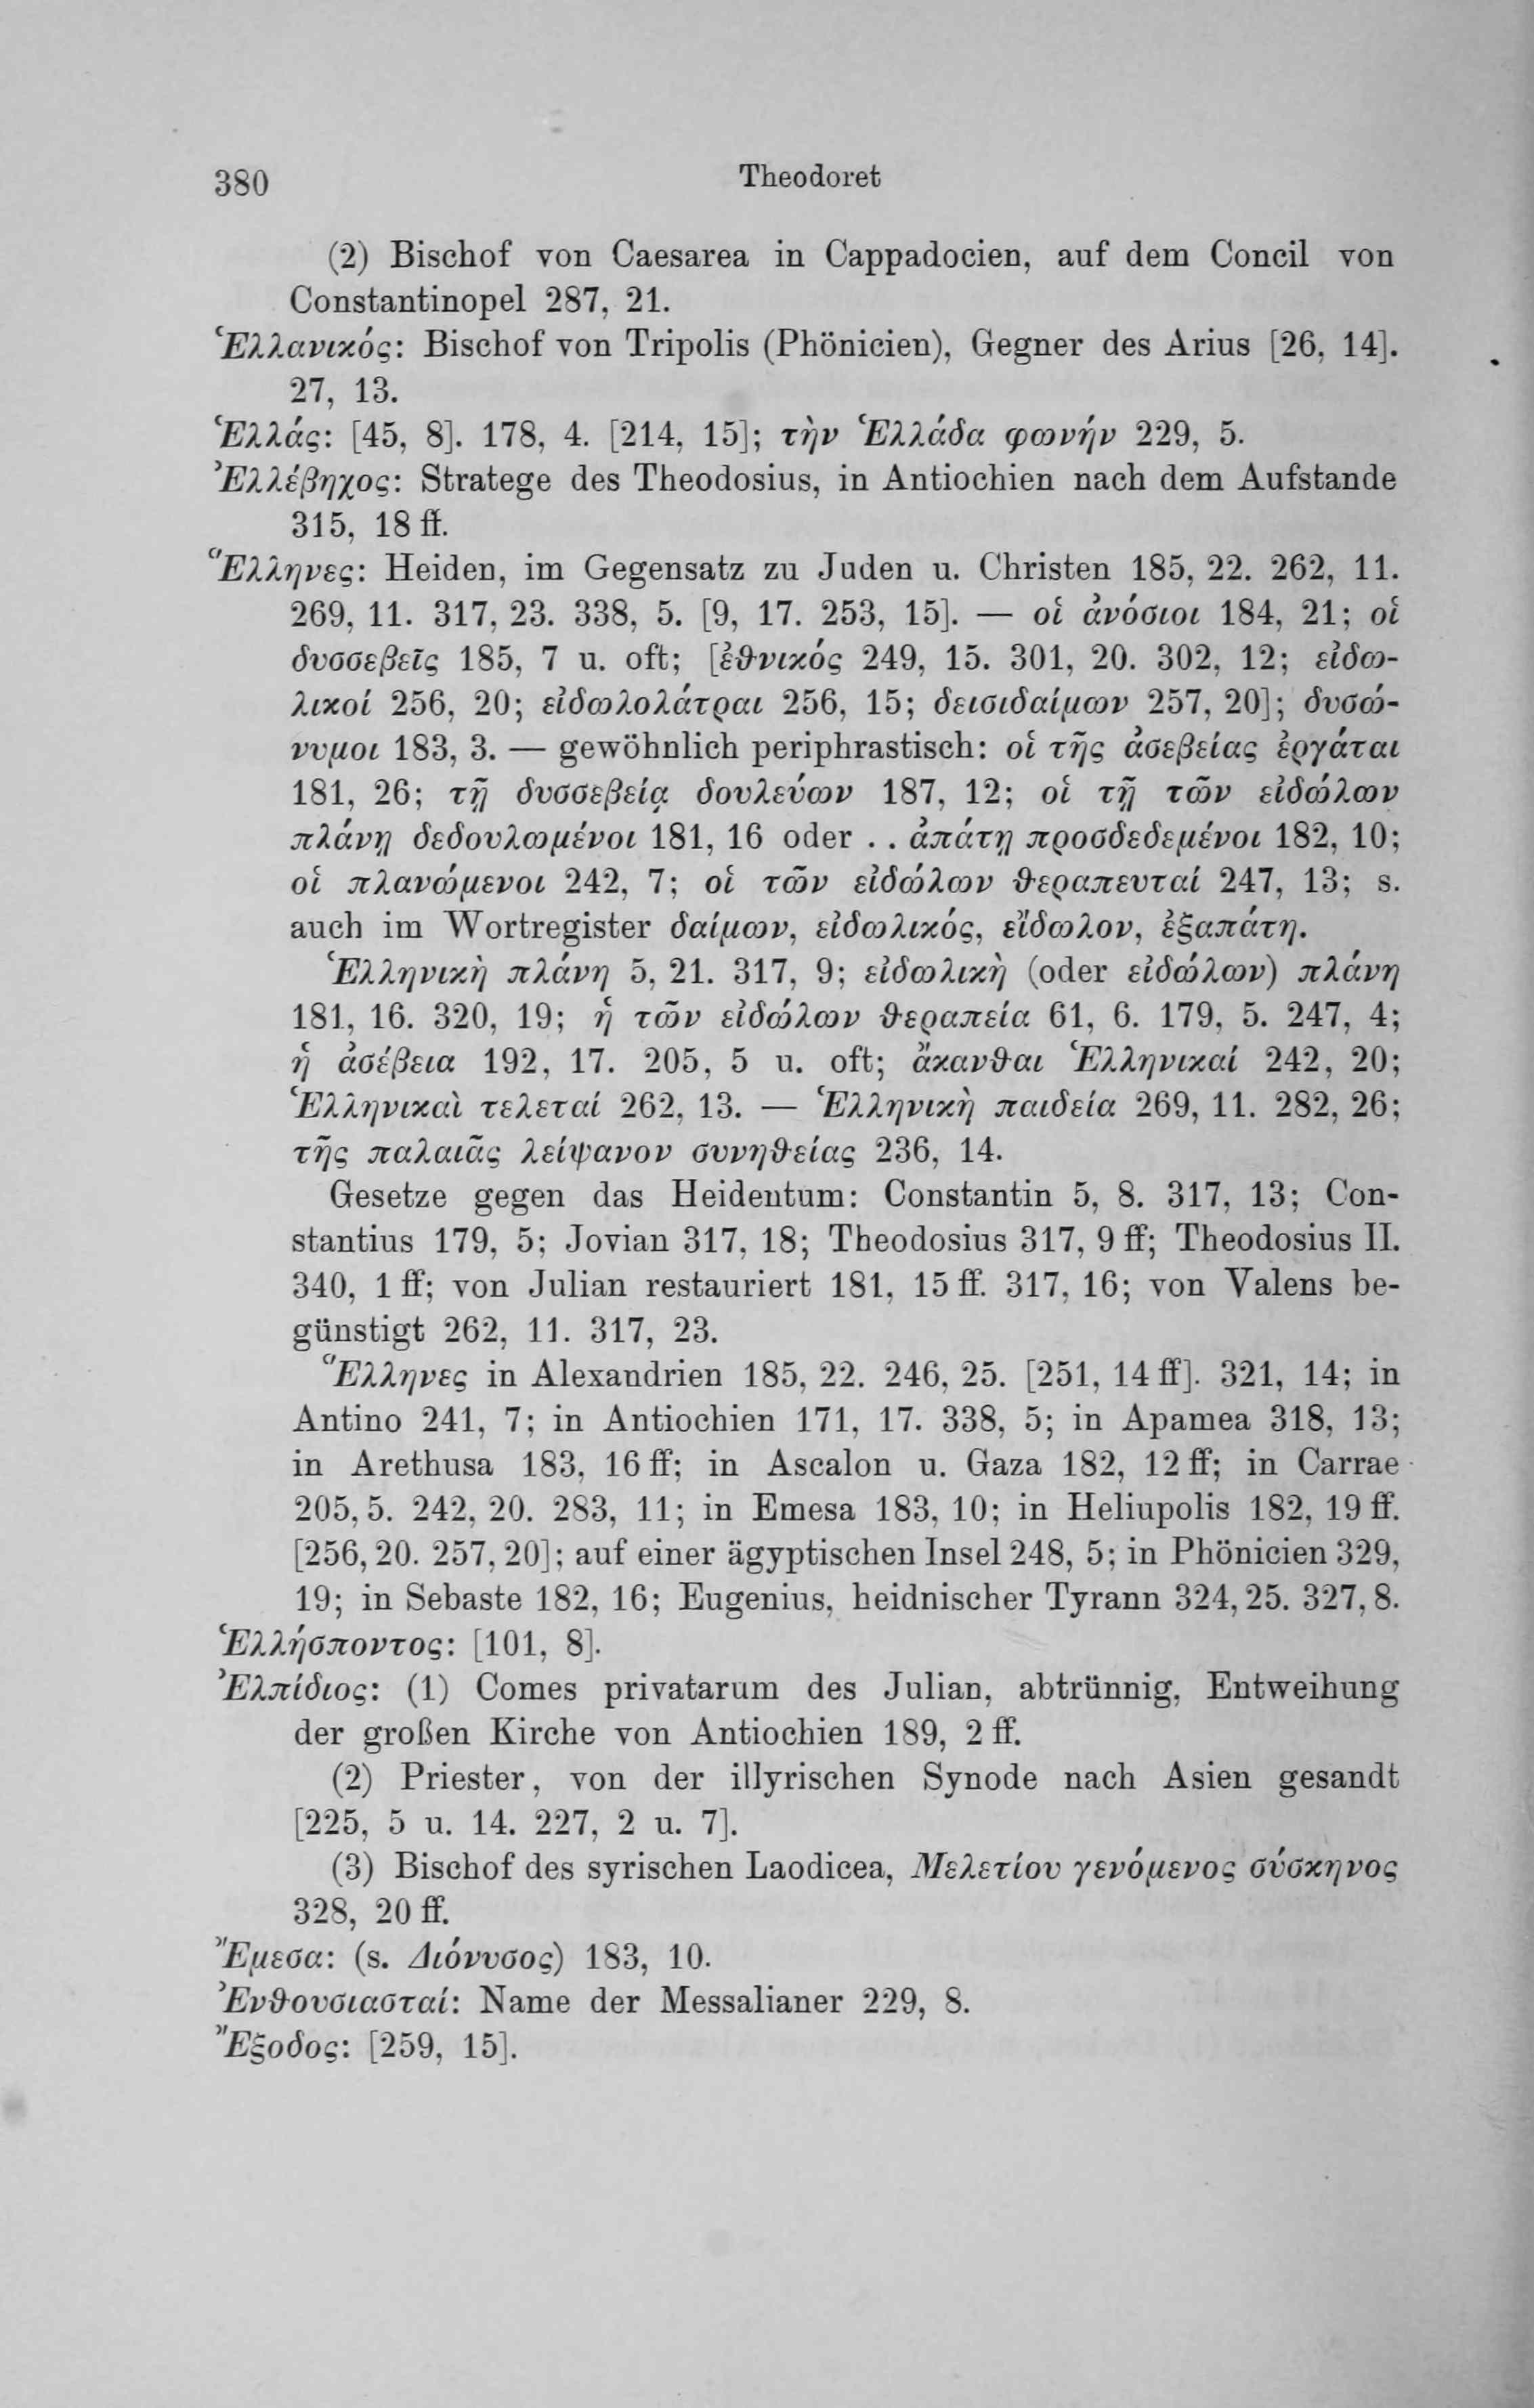 380
Theodoret
(2) Bischof von Caesarea in Cappadocien, auf dem Concil von
Constantinopel 287, 21.
Ἑλλανικός: Bischof von Tripolis (Phönicien), Gegner des Arius [26, 14].
27, 13.
Ἑλλάς: [45, 8]. 178, 4. [214, 15]; τὴν Ἑλλάδα φωνήν 229, 5.
Ἐλλέβηχος: Stratege des Theodosius, in Antiochien nach dem Aufstande
315, 18 ff.
Ἕλληνες: Heiden, im Gegensatz zu Juden u. Christen 185, 22. 262, 11.
269, 11. 317, 23. 338, 5. [9, 17. 253, 15]. — οἱ ἀνόσιοι 184, 21; οἱ
δυσσεβεῖς 185, 7 u. oft; [ἐθνικός 249, 15. 301, 20. 302, 12; εἰδω-
λικοί 256, 20; εἰδωλολάτραι 256, 15; δεισιδαίμων 257, 20]; δυσώ-
νυμοι 183, 3. — gewöhnlich periphrastisch: οἱ τῆς ἀσεβείας ἐργάται
181, 26; τῇ δυσσεβείᾳ δουλεύων 187, 12; οἱ τῇ τῶν εἰδώλων
πλάνῃ δεδουλωμένοι 181, 16 oder . . ἀπάτῃ προσδεδεμένοι 182, 10;
οἱ πλανώμενοι 242, 7; οἱ τῶν εἰδώλων θεραπευταί 247, 13; s.
auch im Wortregister δαίμων, εἰδωλικός, εἴδωλον, ἐξαπάτη.
Ἑλληνικὴ πλάνη 5, 21. 317, 9; εἰδωλικὴ (oder εἰδώλων) πλάνη
181, 16. 320, 19; ἡ τῶν εἰδώλων θεραπεία 61, 6. 179, 5. 247, 4;
ἡ ἀσέβεια 192, 17. 205, 5 u. oft; ἄκανθαι Ἑλληνικαί 242, 20;
Ἑλληνικαὶ τελεταί 262, 13. — Ἑλληνικὴ παιδεία 269, 11. 282, 26;
τῆς παλαιᾶς λείψανον συνηθείας 236, 14.
Gesetze gegen das Heidentum: Constantin 5, 8. 317, 13; Con-
stantius 179, 5; Jovian 317, 18; Theodosius 317, 9 ff; Theodosius II.
340, 1 ff; von Julian restauriert 181, 15 ff. 317, 16; von Valens be-
günstigt 262, 11. 317, 23.
Ἕλληνες in Alexandrien 185, 22. 246, 25. [251, 14 ff]. 321, 14; in
Antino 241, 7; in Antiochien 171, 17. 338, 5; in Apamea 318, 13;
in Arethusa 183, 16 ff; in Ascalon u. Gaza 182, 12 ff; in Carrae
205, 5. 242, 20. 283, 11; in Emesa 183, 10; in Heliupolis 182, 19 ff.
[256, 20. 257, 20]; auf einer ägyptischen Insel 248, 5; in Phönicien 329,
19; in Sebaste 182, 16; Eugenius, heidnischer Tyrann 324, 25. 327, 8.
Ἑλλήσποντος: [101, 8].
Ἐλπίδιος: (1) Comes privatarum des Julian, abtrünnig, Entweihung
der großen Kirche von Antiochien 189, 2 ff.
(2) Priester, von der illyrischen Synode nach Asien gesandt
[225, 5 u. 14. 227, 2 u. 7].
(3) Bischof des syrischen Laodicea, Μελετίου γενόμενος σύσκηνος
328, 20 ff.
Ἔμεσα: (s. Διόνυσος) 183, 10.
Ἐνθουσιασταί: Name der Messalianer 229, 8.
Ἔξοδος: [259, 15].